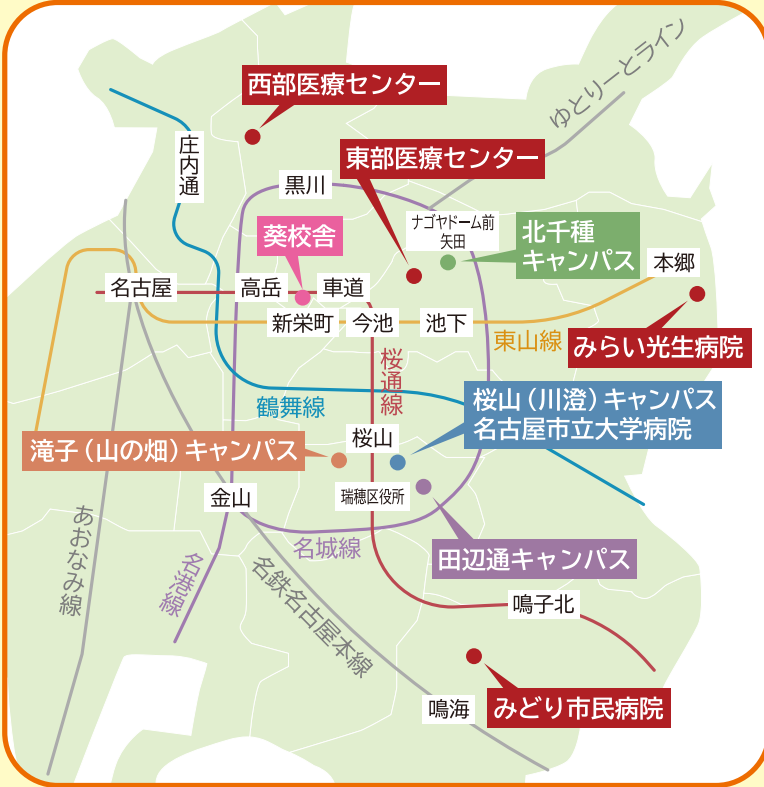 ゆとりーとライン
西部医療センター
庄内通
東部医療センター
黒川
ナゴヤドーム前
矢田
葵校舎
北千種
キャンパス
本郷
名古屋
高岳
車道
新栄町
今池
池下
東山線
みらい光生病院
桜通線
鶴舞線
桜山（川澄）キャンパス
名古屋市立大学病院
滝子（山の畑）キャンパス
桜山
金山
瑞穂区役所
あおなみ線
名港線
名城線
名鉄名古屋本線
田辺通キャンパス
鳴子北
鳴海
みどり市民病院